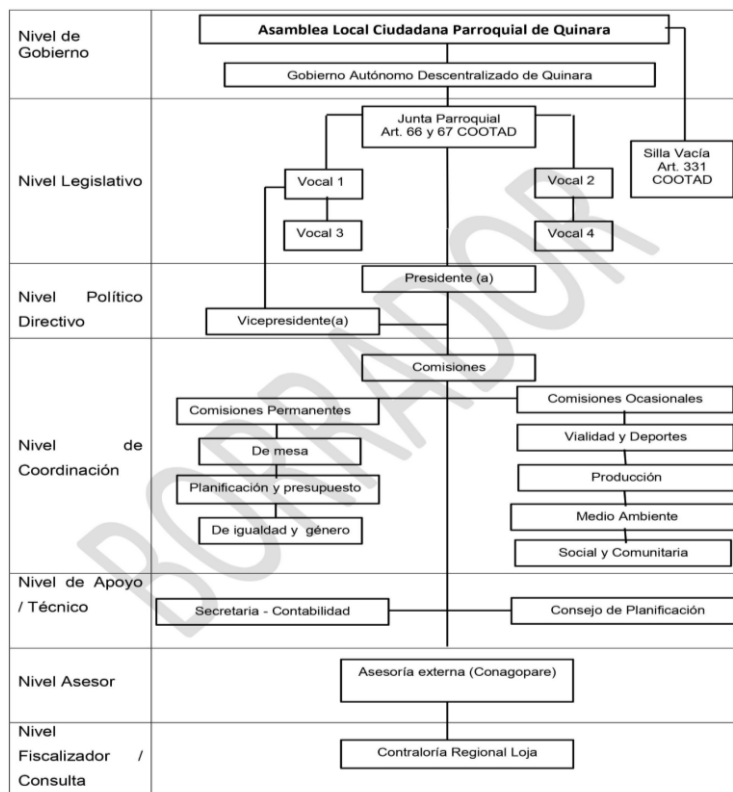 Nivel de
Gobierno
Asamblea Local Ciudadana Parroquial de Quinara
Gobierno Autónomo Descentralizado de Quinara
Nivel Legislativo
Junta Parroquial
Art. 66 y 67 COOTAD
Silla Vacía
Art. 331
COOTAD
Vocal 1
Vocal 2
Vocal 3
Vocal 4
Nivel Político
Directivo
Presidente (a)
Vicepresidente(a)
Nivel de
Coordinación
Comisiones
Comisiones Permanentes
De mesa
Planificación y presupuesto
De igualdad y género
Comisiones Ocasionales
Vialidad y Deportes
Producción
Medio Ambiente
Social y Comunitaria
Nivel de Apoyo
/ Técnico
Secretaria - Contabilidad
Consejo de Planificación
Nivel Asesor
Asesoría externa (Conagopare)
Nivel
Fiscalizador /
Consulta
Contraloría Regional Loja
BORRADOR